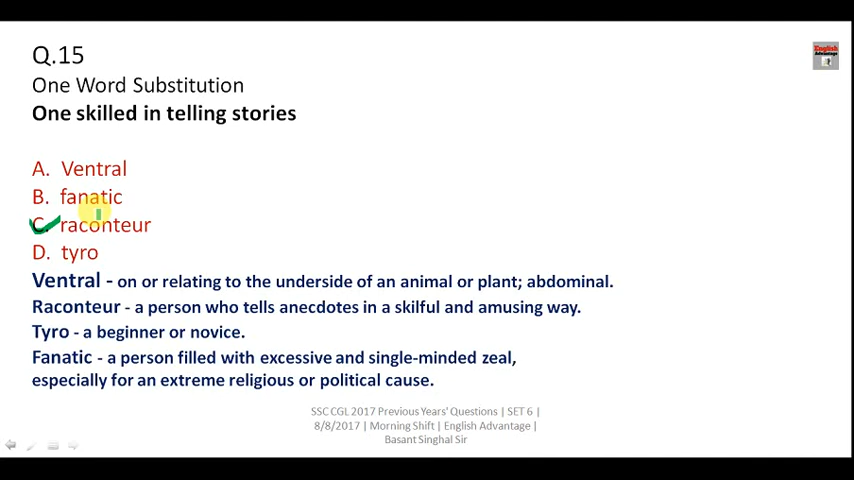 Q.15
English
Advantage
One Word Substitution
One skilled in telling stories
A. Ventral
B. fanatic
C. raconteur
D. tyro
Ventral - on or relating to the underside of an animal or plant; abdominal.
Raconteur - a person who tells anecdotes in a skilful and amusing way.
Tyro - a beginner or novice.
Fanatic - a person filled with excessive and single-minded zeal,
especially for an extreme religious or political cause.
SSC CGL 2017 Previous Years' Questions | SET 6 |
8/8/2017 | Morning Shift | English Advantage |
Basant Singhal Sir